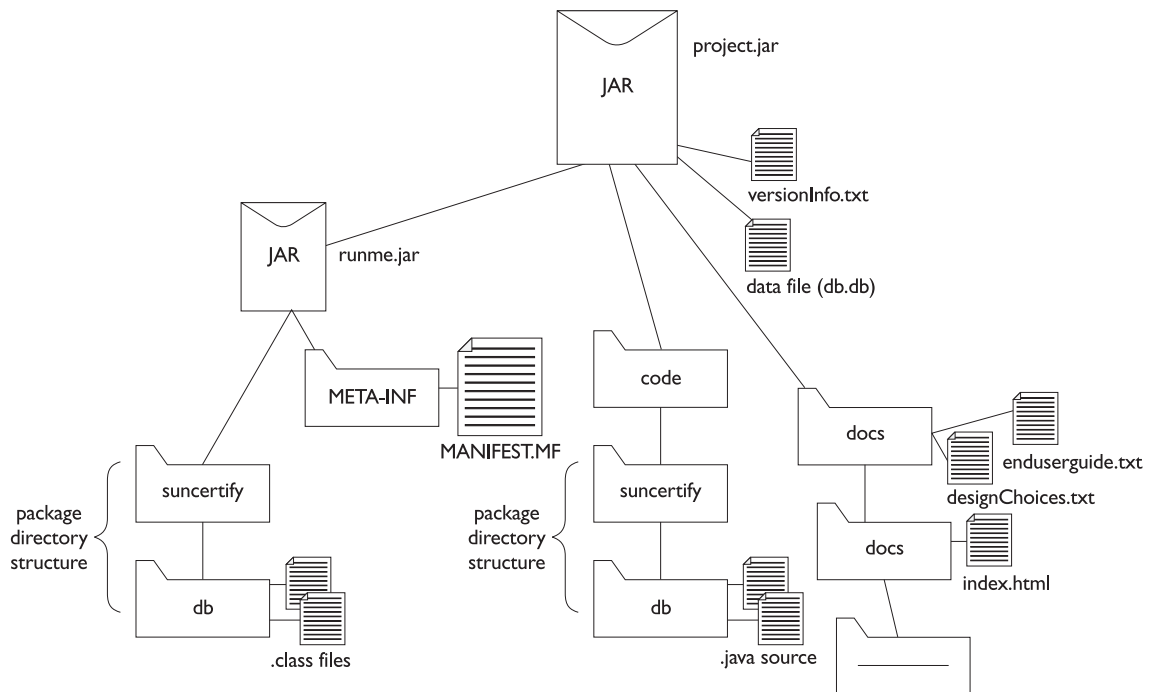 project.jar
JAR
versionInfo.txt
JAR
runme.jar
data file (db.db)
META-INF
MANIFEST.MF
code
docs
enduserguide.txt
designChoices.txt
package
directory
structure
suncertify
db
.class files
package
directory
structure
suncertify
db
.java source
docs
index.html